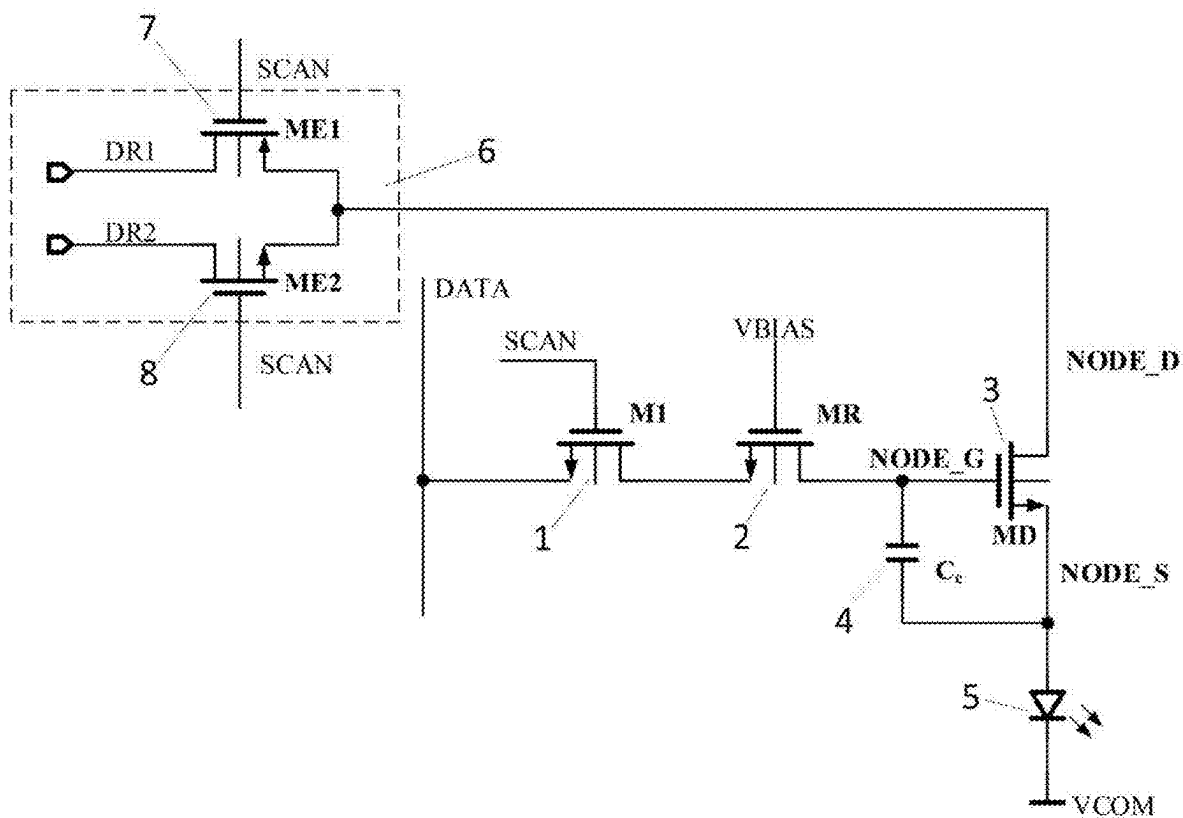 7
SCAN
ME1
DR1
6
DR2
ME2
8
SCAN
DATA
SCAN
VBIAS
NODE_D
M1
MR
3
NODE_G
1
2
MD
4
Cc
NODE_S
5
VCOM